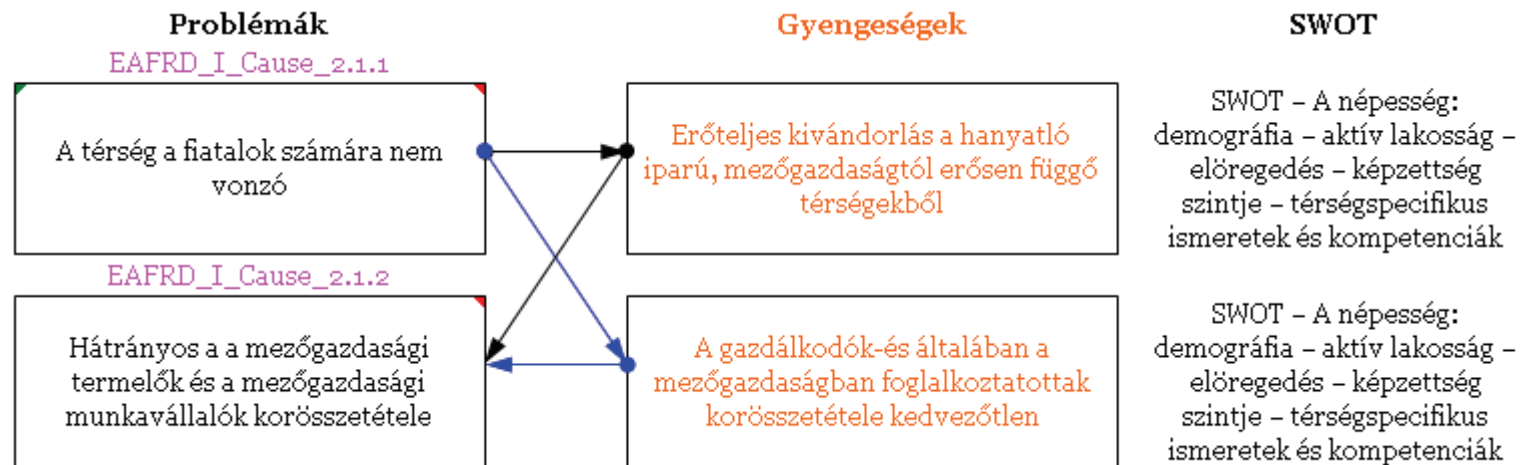 Problémák
Gyengeségek
SWOT
EAFRD_I_Cause_2.1.1
A térség a fiatalok számára nem
vonzó
Erőteljes kivándorlás a hanyatló
iparú, mezőgazdaságtól erősen függő
térségekből
SWOT – A népesség:
demográfia – aktív lakosság –
elöregedés – képzettség
szintje – térségspecifikus
ismeretek és kompetenciák
EAFRD_I_Cause_2.1.2
Hátrányos a a mezőgazdasági
termelők és a mezőgazdasági
munkavállalók korösszetétele
A gazdálkodók-és általában a
mezőgazdaságban foglalkoztatottak
korösszetétele kedvezőtlen
SWOT – A népesség:
demográfia – aktív lakosság –
elöregedés – képzettség
szintje – térségspecifikus
ismeretek és kompetenciák